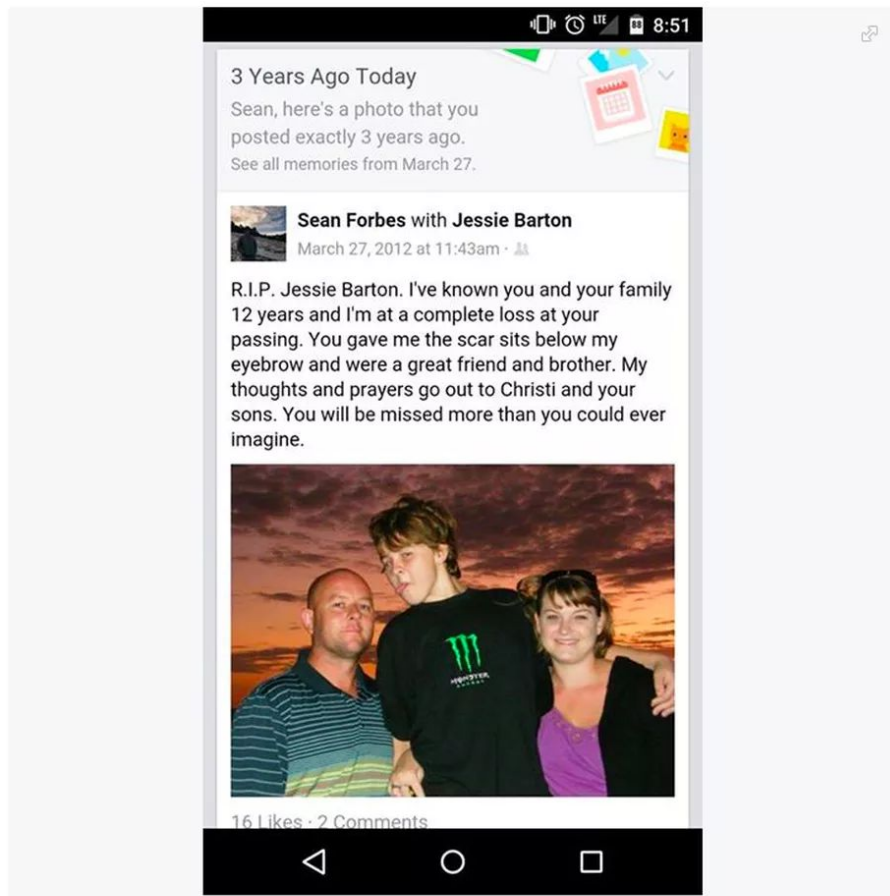 8:51
3 Years Ago Today
Sean, here's a photo that you
posted exactly 3 years ago.
See all memories from March 27.
Sean Forbes with Jessie Barton
March 27, 2012 at 11:43am ·
R.I.P. Jessie Barton. I've known you and your family
12 years and I'm at a complete loss at your
passing. You gave me the scar sits below my
eyebrow and were a great friend and brother. My
thoughts and prayers go out to Christi and your
sons. You will be missed more than you could ever
imagine.
MONSTER
ENERGY
16 Likes · 2 Comments